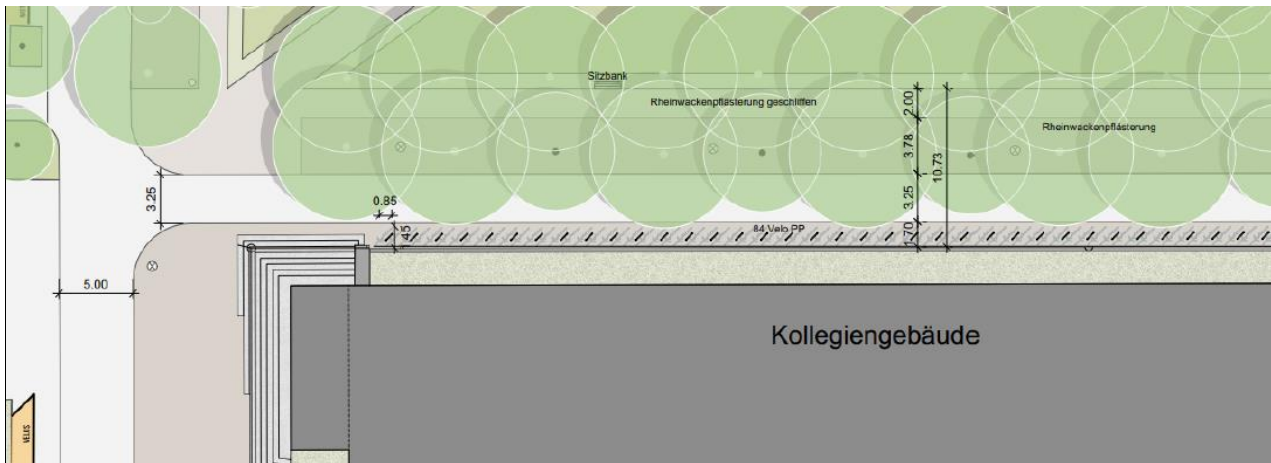 Sitzbank
Rheinwackenpflästerung geschliffen
Rheinwackenpflästerung
2.00
3.78
10.73
3.25
3.25
0.85
84 Velo PP
1.70
5.00
Kollegiengebäude
VELOS